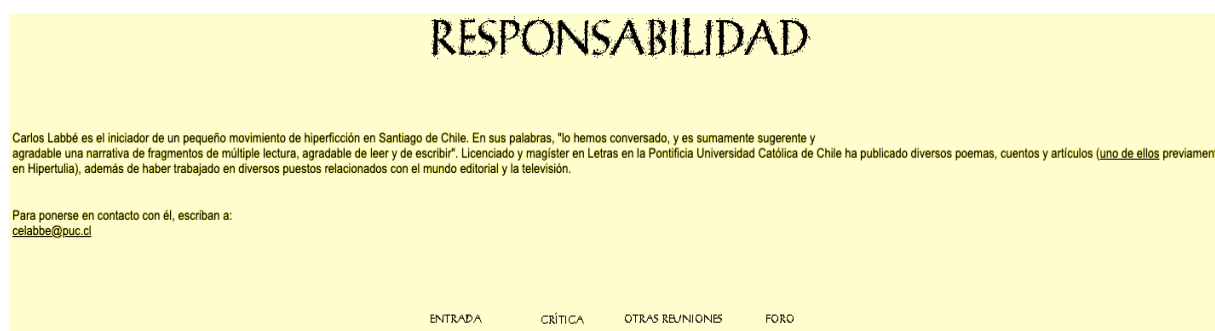 RESPONSABILIDAD
Carlos Labbé es el iniciador de un pequeño movimiento de hiperficción en Santiago de Chile. En sus palabras, "lo hemos conversado, y es sumamente sugerente y
agradable una narrativa de fragmentos de múltiple lectura, agradable de leer y de escribir". Licenciado y magíster en Letras en la Pontificia Universidad Católica de Chile ha publicado diversos poemas, cuentos y artículos (uno de ellos previamen
en Hipertulia), además de haber trabajado en diversos puestos relacionados con el mundo editorial y la televisión.
Para ponerse en contacto con él, escriban a:
celabbe@puc.cl
ENTRADA CRÍTICA OTRAS REUNIONES FORO